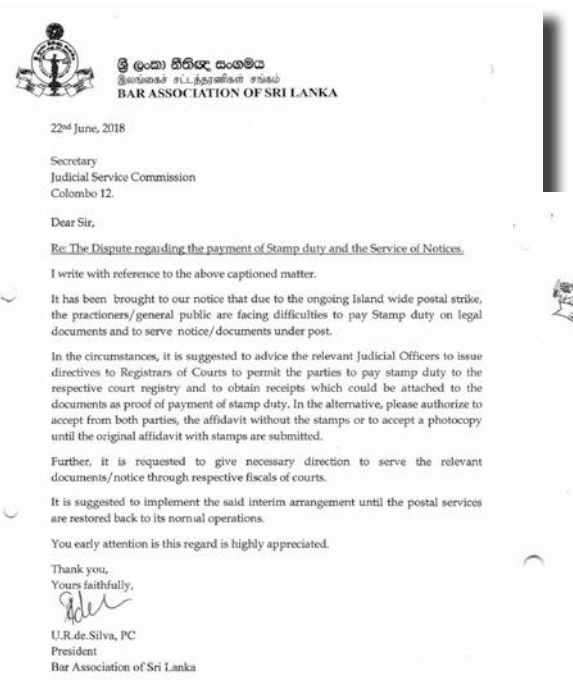 ශ්‍රී ලංකා නීතිඥ සංගමය
இலங்கைச் சட்டத்தரணிகள் சங்கம்
BAR ASSOCIATION OF SRI LANKA
22nd June, 2018
Secretary
Judicial Service Commission
Colombo 12.
Dear Sir,
Re: The Dispute regarding the payment of Stamp duty and the Service of Notices.
I write with reference to the above captioned matter.
It has been brought to our notice that due to the ongoing Island wide postal strike,
the practioners/general public are facing difficulties to pay Stamp duty on legal
documents and to serve notice/documents under post.
In the circumstances, it is suggested to advice the relevant Judicial Officers to issue
directives to Registrars of Courts to permit the parties to pay stamp duty to the
respective court registry and to obtain receipts which could be attached to the
documents as proof of payment of stamp duty. In the alternative, please authorize to
accept from both parties, the affidavit without the stamps or to accept a photocopy
until the original affidavit with stamps are submitted.
Further, it is requested to give necessary direction to serve the relevant
documents/notice through respective fiscals of courts.
It is suggested to implement the said interim arrangement until the postal services
are restored back to its normal operations.
You early attention is this regard is highly appreciated.
Thank you,
Yours faithfully,
U.R.de.Silva, PC
President
Bar Association of Sri Lanka